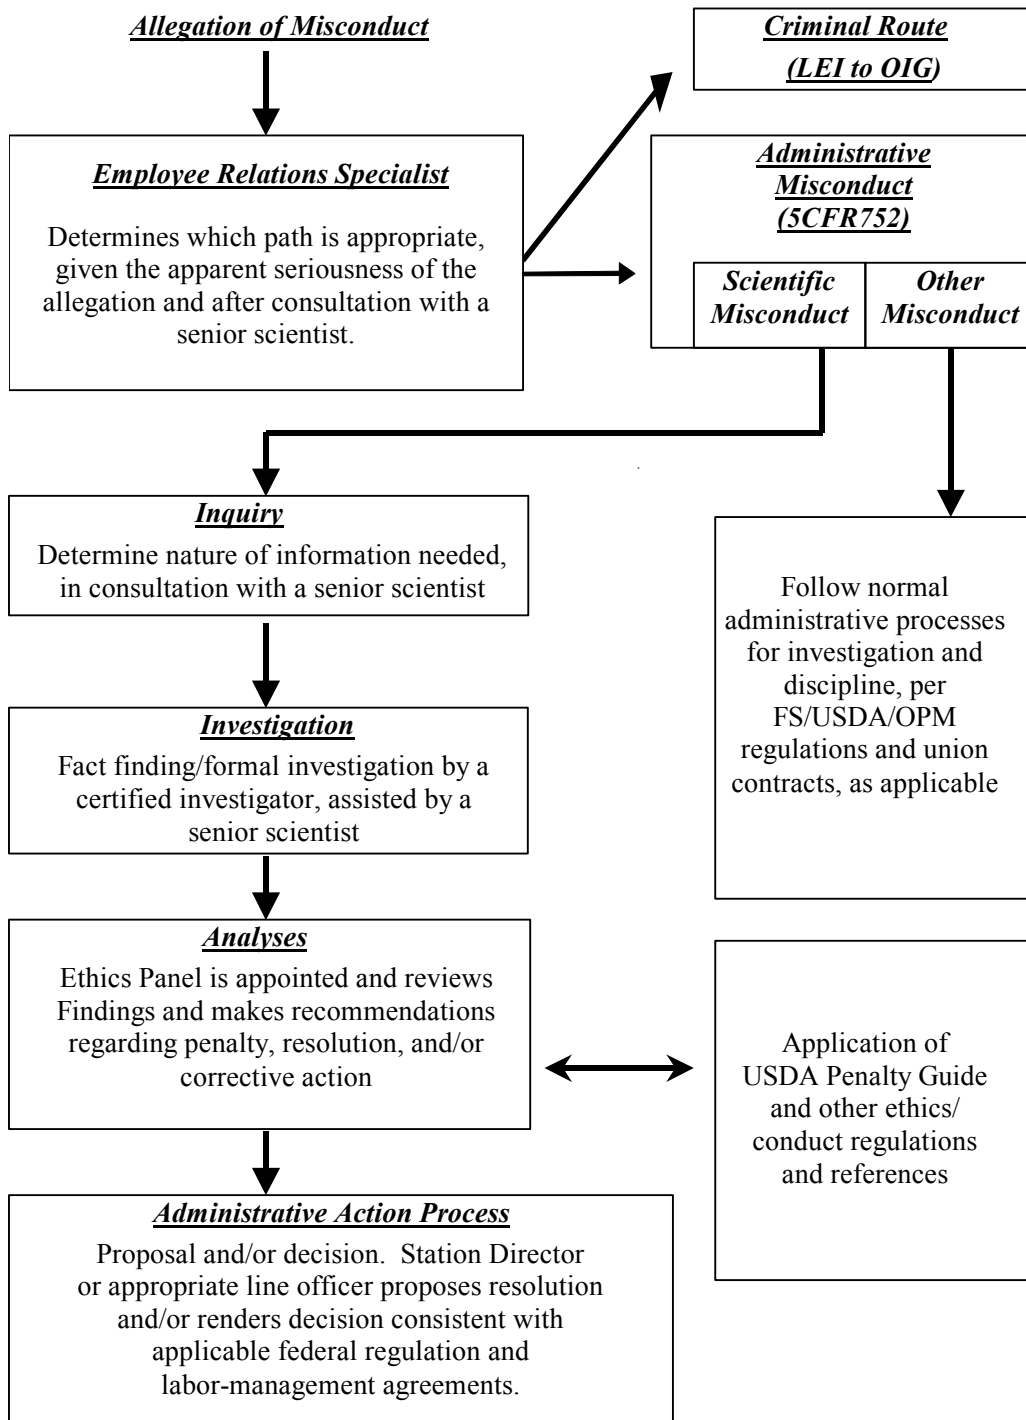 Allegation of Misconduct
Criminal Route
(LEI to OIG)
Employee Relations Specialist
Determines which path is appropriate,
given the apparent seriousness of the
allegation and after consultation with a
senior scientist.
Administrative
Misconduct
(5CFR752)
Scientific
Misconduct
Other
Misconduct
Inquiry
Determine nature of information needed,
in consultation with a senior scientist
Follow normal
administrative processes
for investigation and
discipline, per
FS/USDA/OPM
regulations and union
contracts, as applicable
Investigation
Fact finding/formal investigation by a
certified investigator, assisted by a
senior scientist
Analyses
Ethics Panel is appointed and reviews
Findings and makes recommendations
regarding penalty, resolution, and/or
corrective action
Application of
USDA Penalty Guide
and other ethics/
conduct regulations
and references
Administrative Action Process
Proposal and/or decision.  Station Director
or appropriate line officer proposes resolution
and/or renders decision consistent with
applicable federal regulation and
labor-management agreements.